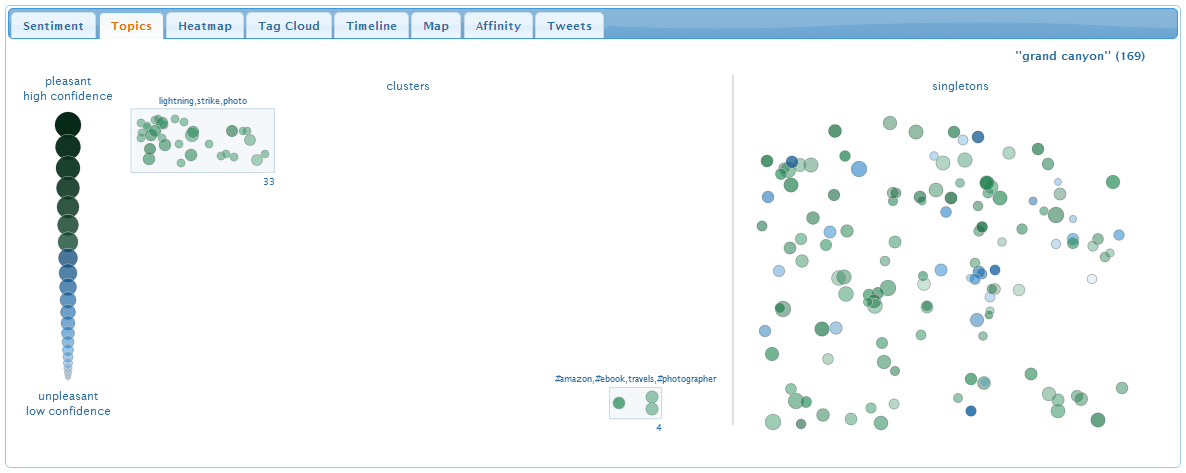 Sentiment Topics Heatmap Tag Cloud Timeline Map Affinity Tweets
"grand canyon" (169)
pleasant
high confidence
clusters
singletons
lightning,strike,photo
33
#amazon,#ebook,travels,#photographer
4
unpleasant
low confidence